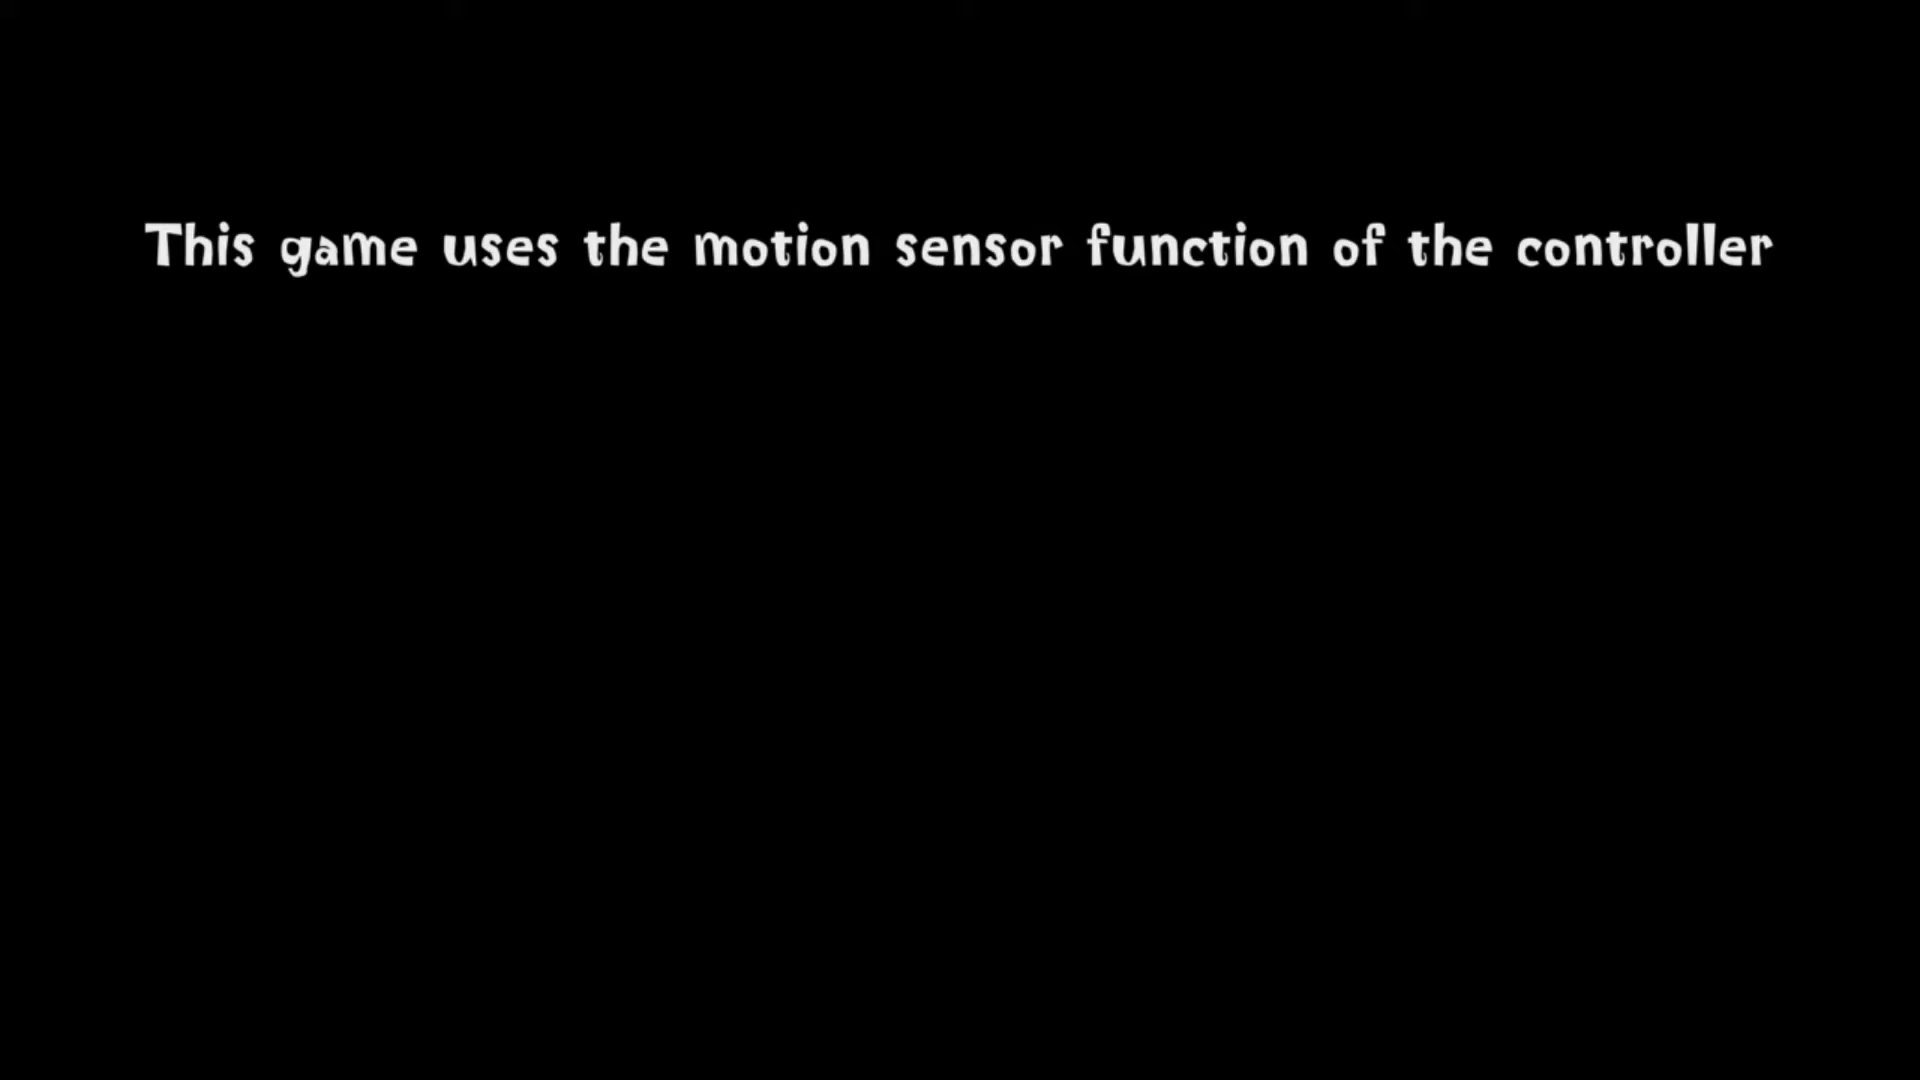 This game uses the motion sensor function of the controller